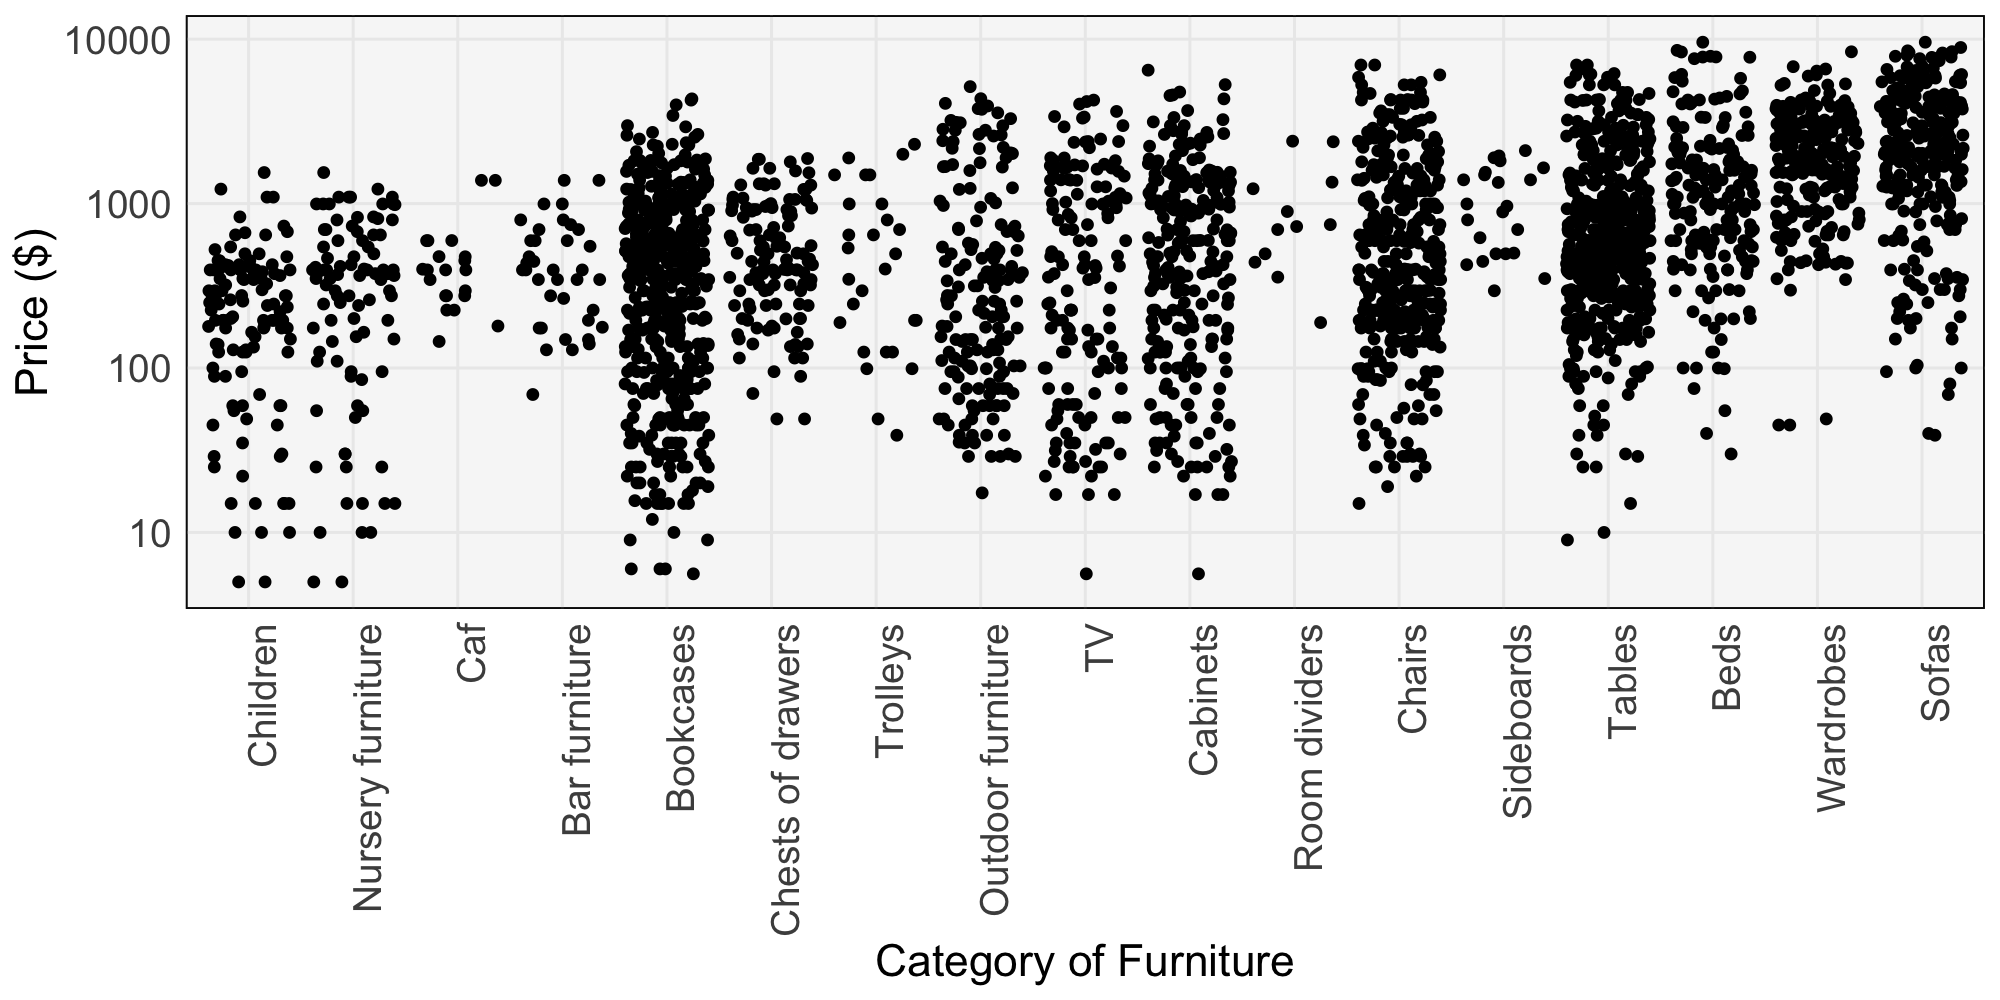 Price ($)
10000
1000
100
10
Children
Nursery furniture
Caf
Bar furniture
Bookcases
Chests of drawers
Trolleys
Outdoor furniture
TV
Cabinets
Room dividers
Chairs
Sideboards
Tables
Beds
Wardrobes
Sofas
Category of Furniture